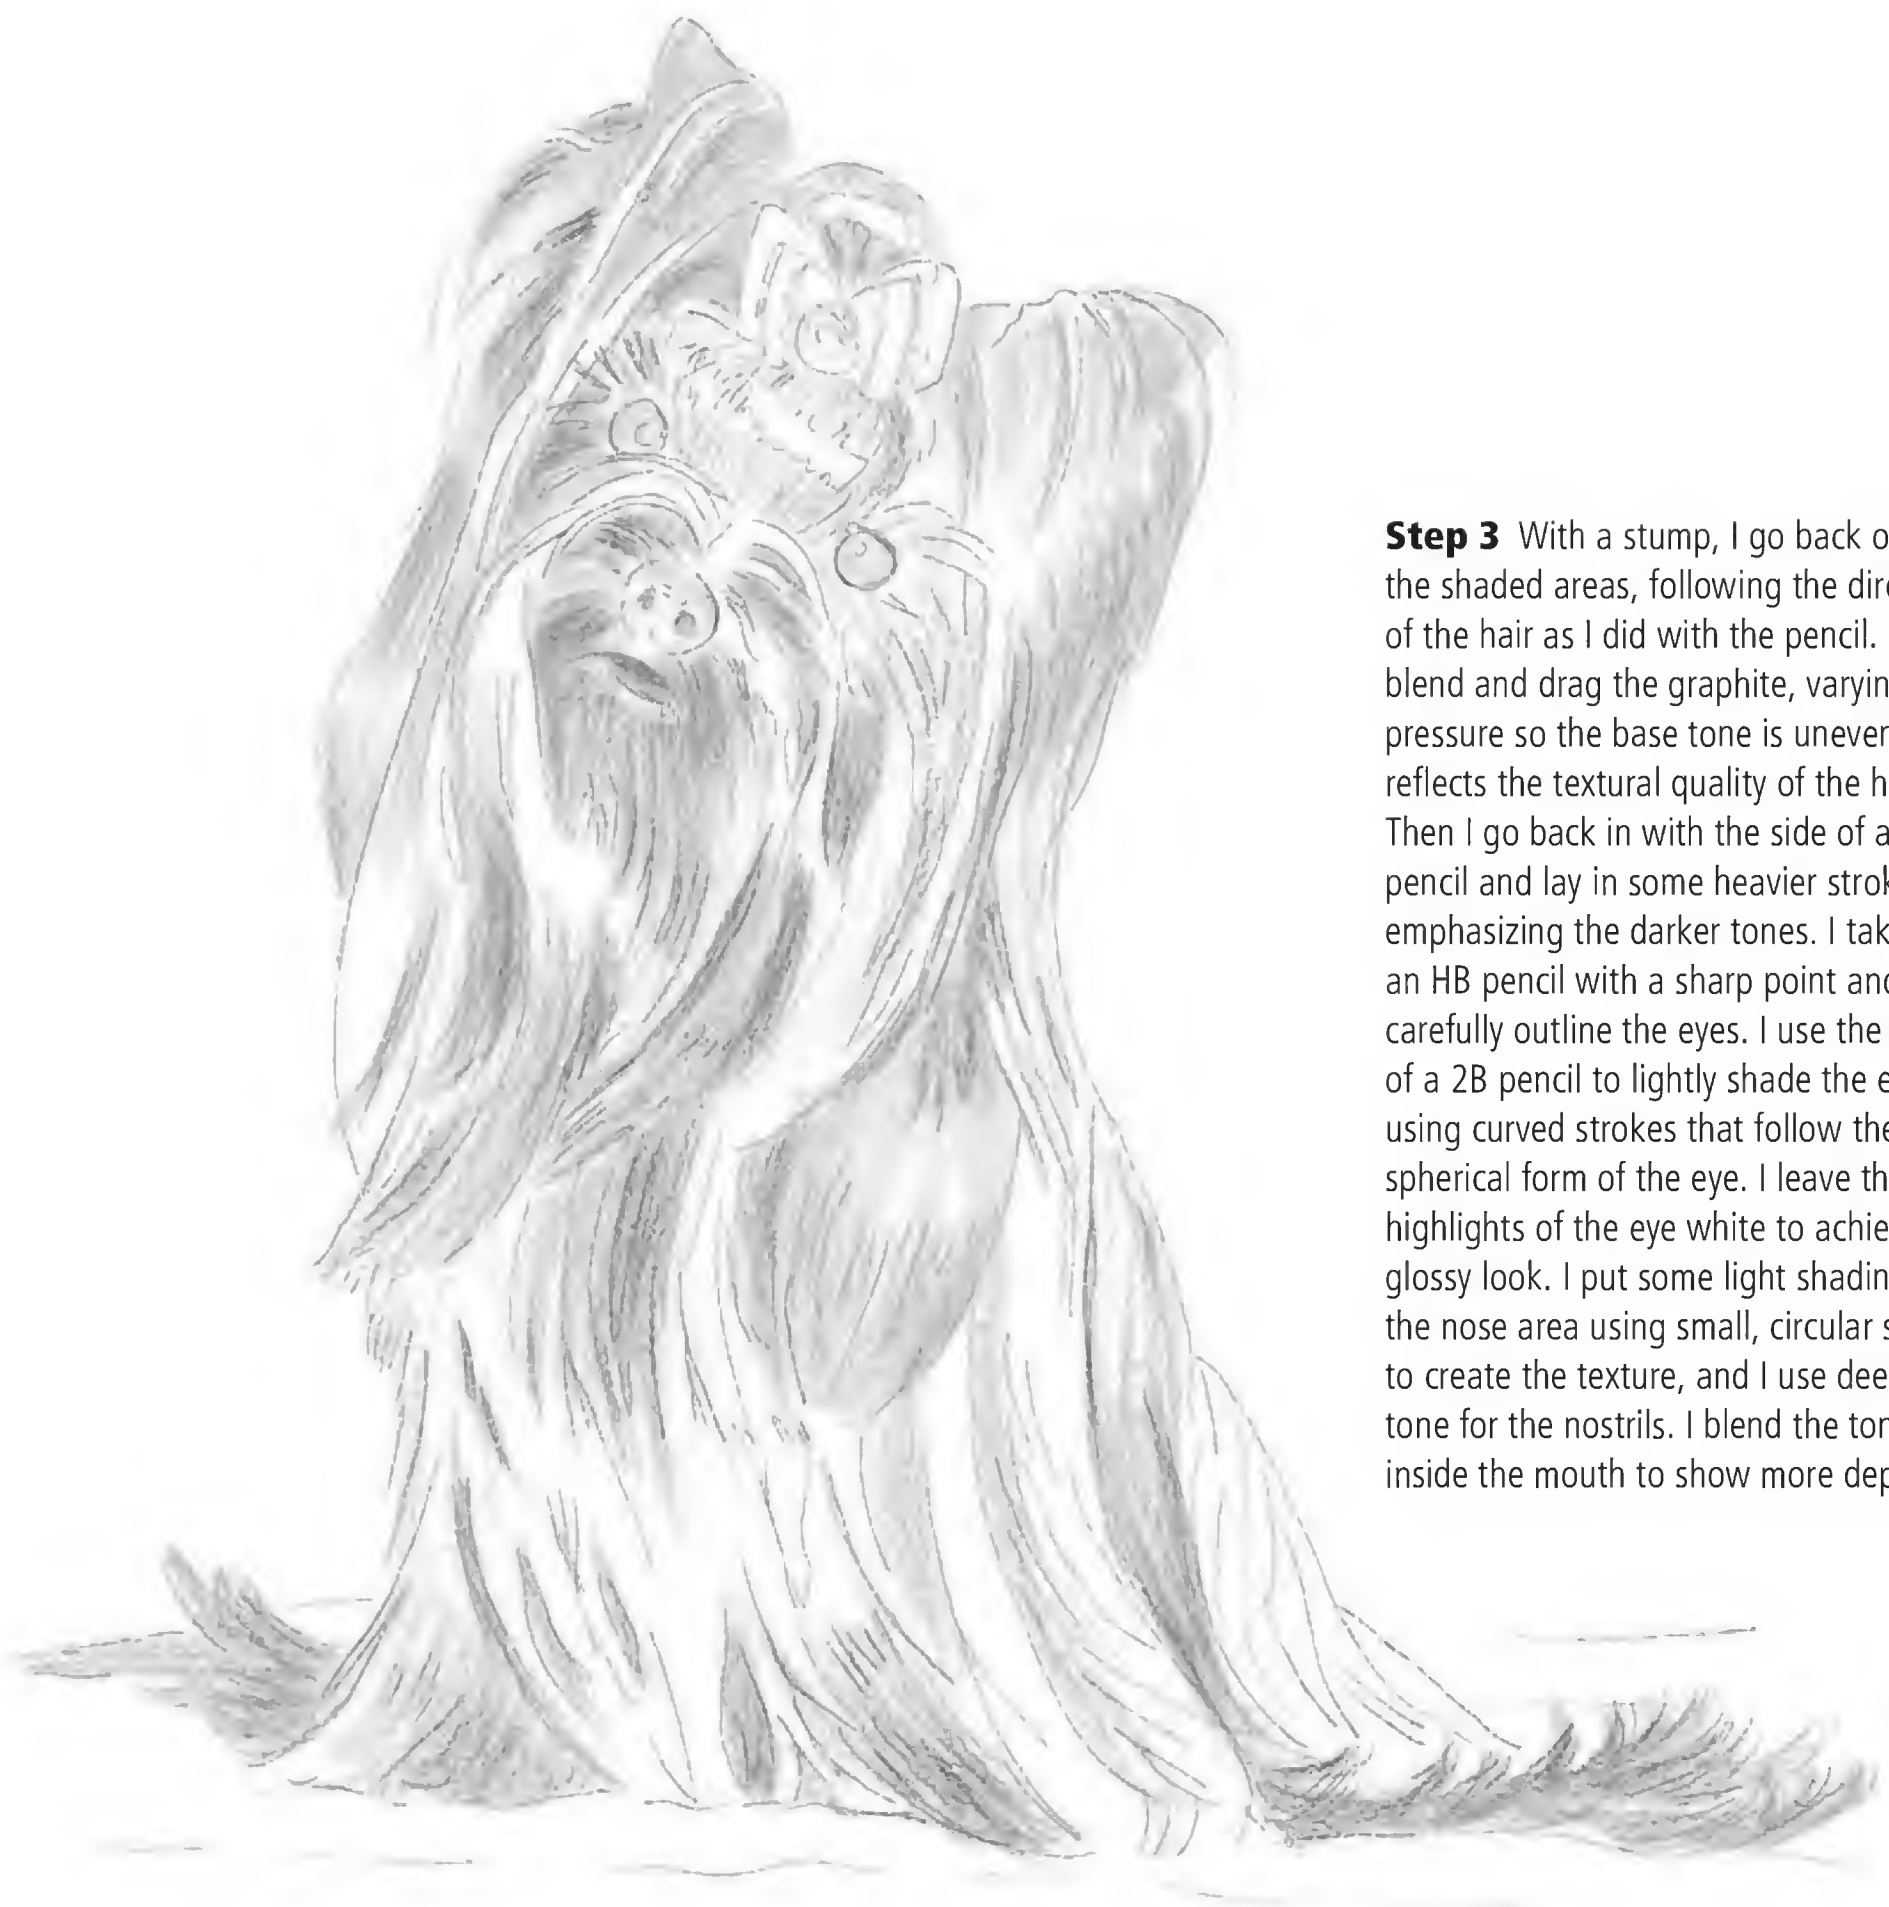 Step 3 With a stump, I go back o
the shaded areas, following the dire
of the hair as I did with the pencil.
blend and drag the graphite, varyin
pressure so the base tone is uneven
reflects the textural quality of the h
Then I go back in with the side of a
pencil and lay in some heavier strok
emphasizing the darker tones. I tak
an HB pencil with a sharp point and
carefully outline the eyes. I use the
of a 2B pencil to lightly shade the e
using curved strokes that follow the
spherical form of the eye. I leave th
highlights of the eye white to achie
glossy look. I put some light shadin
the nose area using small, circular s
to create the texture, and I use dee
tone for the nostrils. I blend the ton
inside the mouth to show more dep